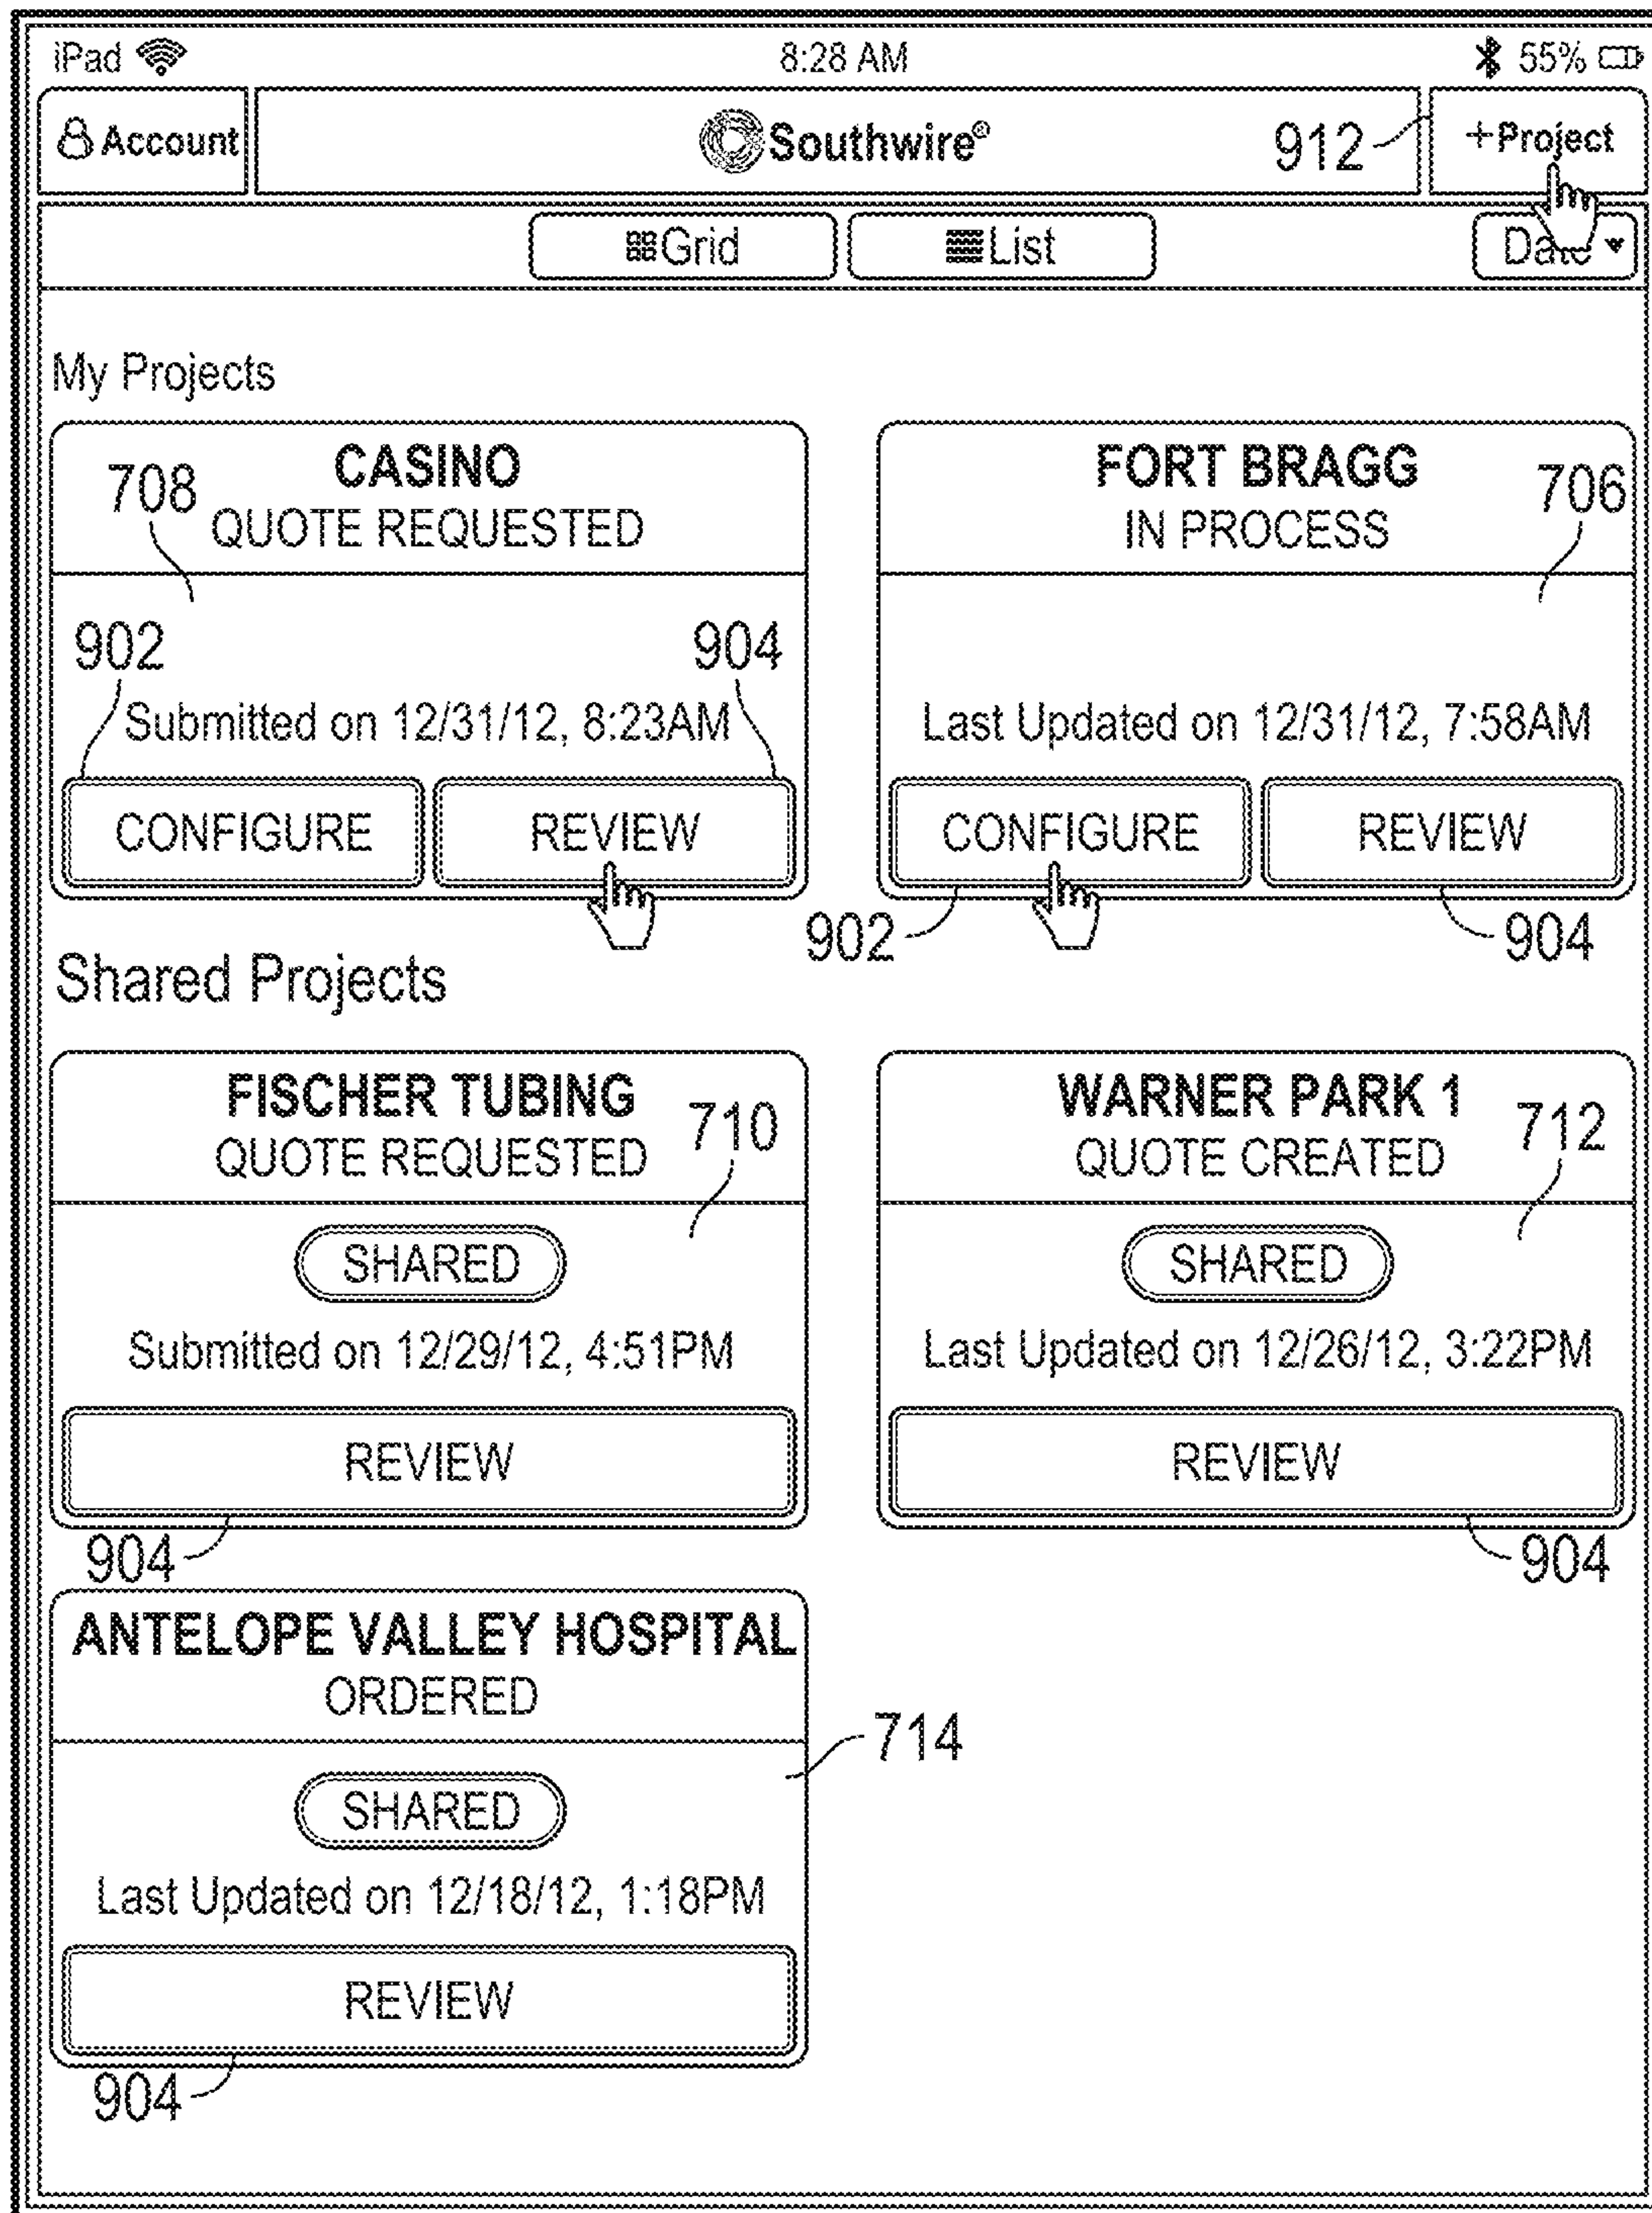 iPad 8:28 AM 55%
Account Southwire® 912 +Project
Grid List Date
My Projects
CASINO
708 QUOTE REQUESTED
902 904
Submitted on 12/31/12, 8:23AM
CONFIGURE REVIEW
FORT BRAGG
IN PROCESS 706
Last Updated on 12/31/12, 7:58AM
CONFIGURE REVIEW
902 904
Shared Projects
FISCHER TUBING
QUOTE REQUESTED 710
SHARED
Submitted on 12/29/12, 4:51PM
REVIEW
904
WARNER PARK 1
QUOTE CREATED 712
SHARED
Last Updated on 12/26/12, 3:22PM
REVIEW
904
ANTELOPE VALLEY HOSPITAL
ORDERED
714
SHARED
Last Updated on 12/18/12, 1:18PM
REVIEW
904